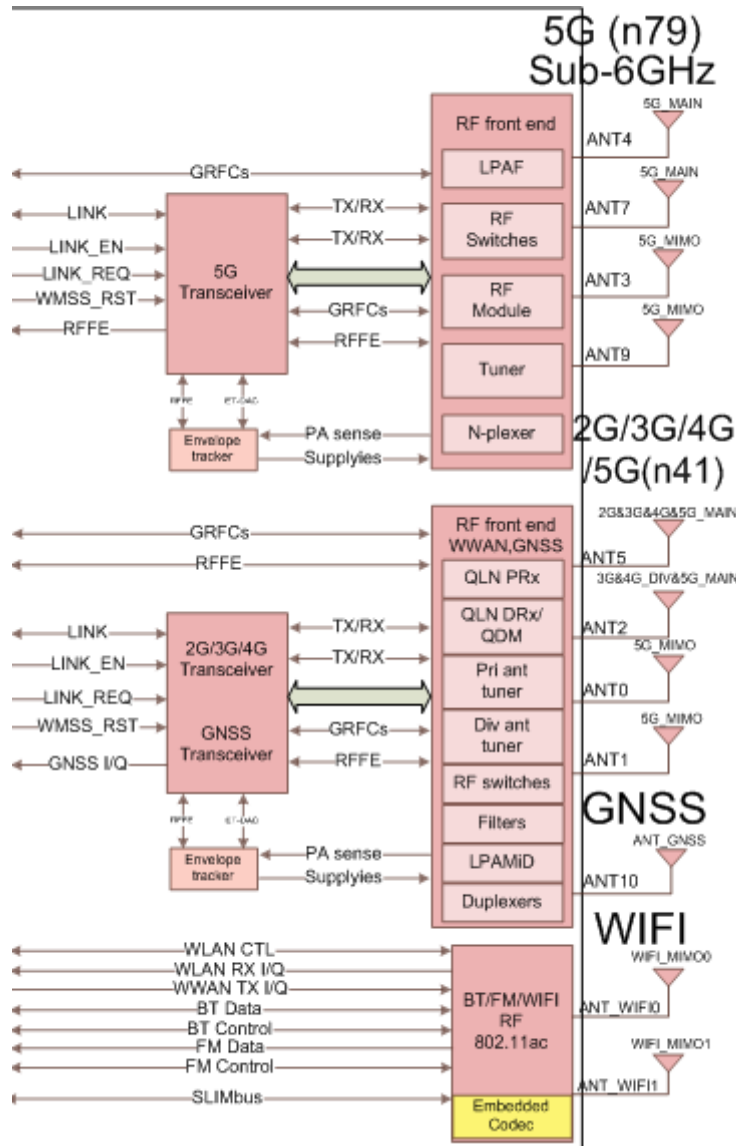 5G (n79)
Sub-6GHz
5G_MAIN
RF front end
ANT4
LPAF
GRFCs
5G_MAIN
LINK
TX/RX
RF
Switches
ANT7
TX/RX
LINK_EN
5G_MIMO
LINK_REQ
5G
Transceiver
RF
Module
ANT3
WMSS_RST
GRFCs
5G_MIMO
RFFE
RFFE
Tuner
ANT9
RFFE
ET-DAC
Envelope
tracker
PA sense
Supplyies
N-plexer
2G/3G/4G
/5G(n41)
2G&3G&4G&5G_MAIN
GRFCs
RF front end
WWAN,GNSS
ANT5
RFFE
QLN PRx
3G&4G_DIV&5G_MAIN
LINK
2G/3G/4G
Transceiver
TX/RX
QLN DRx/
QDM
ANT2
5G_MIMO
LINK_EN
TX/RX
Pri ant
tuner
ANT0
LINK_REQ
5G_MIMO
WMSS_RST
GNSS
Transceiver
GRFCs
Div ant
tuner
GNSS I/Q
RFFE
ANT1
RF switches
GNSS
RFFE
ET-DAC
Filters
ANT_GNSS
Envelope
tracker
PA sense
Supplyies
LPAMiD
ANT10
Duplexers
WIFI
WLAN CTL
WIFI_MIMO0
WLAN RX I/Q
WWAN TX I/Q
BT/FM/WIFI
RF
802.11ac
ANT_WIFI0
BT Data
BT Control
FM Data
WIFI_MIMO1
FM Control
ANT_WIFI1
SLIMbus
Embedded
Codec